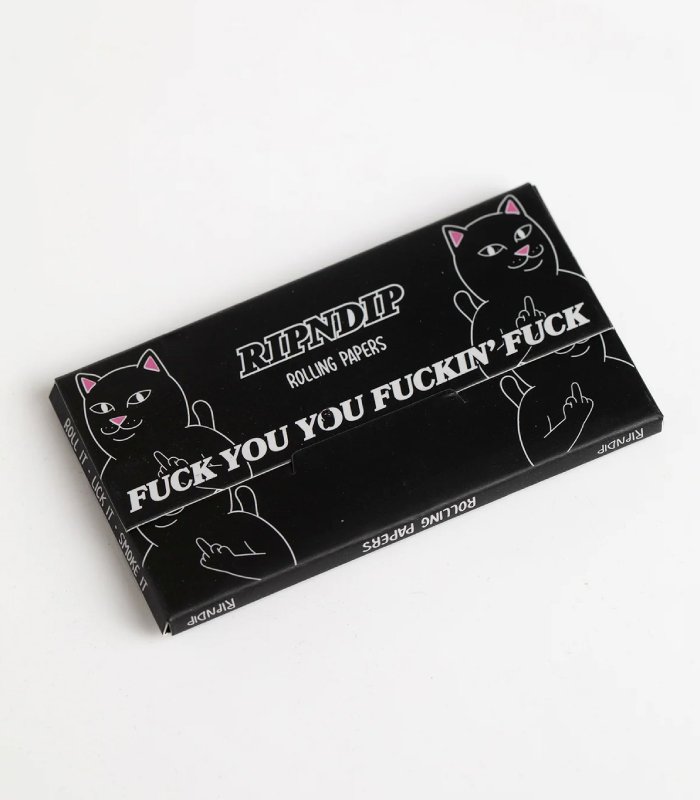 RIPNDIP
ROLLING PAPERS
FUCK YOU YOU FUCKIN' FUCK
ROLL IT - LICK IT - SMOKE IT
RIPNDIP
ROLLING PAPERS
RIPNDIP